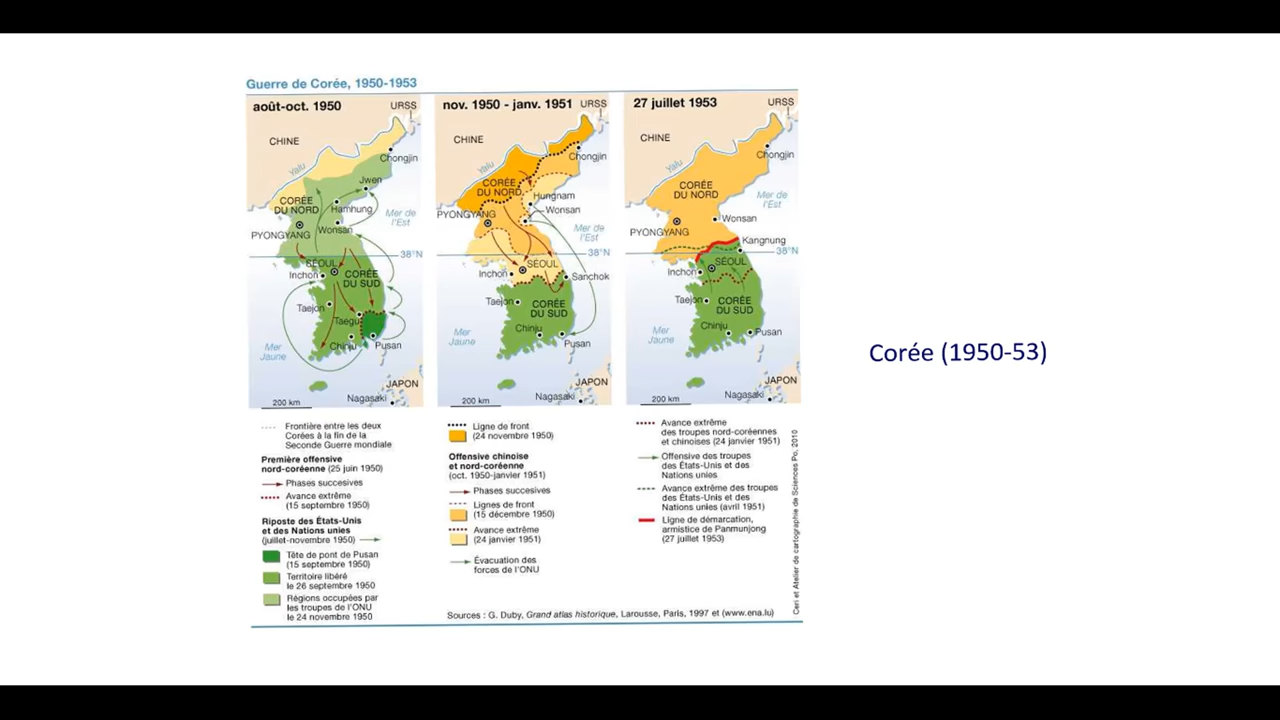 Guerre de Corée, 1950-1953
août-oct. 1950
URSS
CHINE
Yalu
Chongjin
Jwen
CORÉE
DU NORD
Hamhung
Mer de
l'Est
Wonsan
PYONGYANG
38°N
SÉOUL
Inchon
CORÉE
DU SUD
Taejon
Taegu
Mer
Jaune
Chinju
Pusan
JAPON
200 km
Nagasaki
nov. 1950 - janv. 1951
URSS
CHINE
Yalu
Chongjin
CORÉE
DU NORD
Hungnam
PYONGYANG
Wonsan
Mer de
l'Est
38°N
SÉOUL
Inchon
Sanchok
Taejon
CORÉE
DU SUD
Chinju
Mer
Jaune
Pusan
JAPON
200 km
Nagasaki
27 juillet 1953
URSS
CHINE
Yalu
Chongjin
CORÉE
DU NORD
Mer de
l'Est
Wonsan
PYONGYANG
Kangnung
38°N
SÉOUL
Inchon
Taejon
CORÉE
DU SUD
Chinju
Pusan
Mer
Jaune
JAPON
200 km
Nagasaki
Frontière entre les deux
Corées à la fin de la
Seconde Guerre mondiale
Première offensive
nord-coréenne (25 juin 1950)
Phases succesives
Avance extrême
(15 septembre 1950)
Riposte des États-Unis
et des Nations unies
(juillet-novembre 1950)
Tête de pont de Pusan
(15 septembre 1950)
Territoire libéré
le 26 septembre 1950
Régions occupées par
les troupes de l'ONU
le 24 novembre 1950
Ligne de front
(24 novembre 1950)
Offensive chinoise
et nord-coréenne
(oct. 1950-janvier 1951)
Phases succesives
Lignes de front
(15 décembre 1950)
Avance extrême
(24 janvier 1951)
Évacuation des
forces de l'ONU
Avance extrême
des troupes nord-coréennes
et chinoises (24 janvier 1951)
Offensive des troupes
des États-Unis et des
Nations unies
Avance extrême des troupes
des États-Unis et des
Nations unies (avril 1951)
Ligne de démarcation,
armistice de Panmunjong
(27 juillet 1953)
Sources : G. Duby, Grand atlas historique, Larousse, Paris, 1997 et (www.ena.lu)
Ceri et Atelier de cartographie de Sciences Po, 2010
Corée (1950-53)